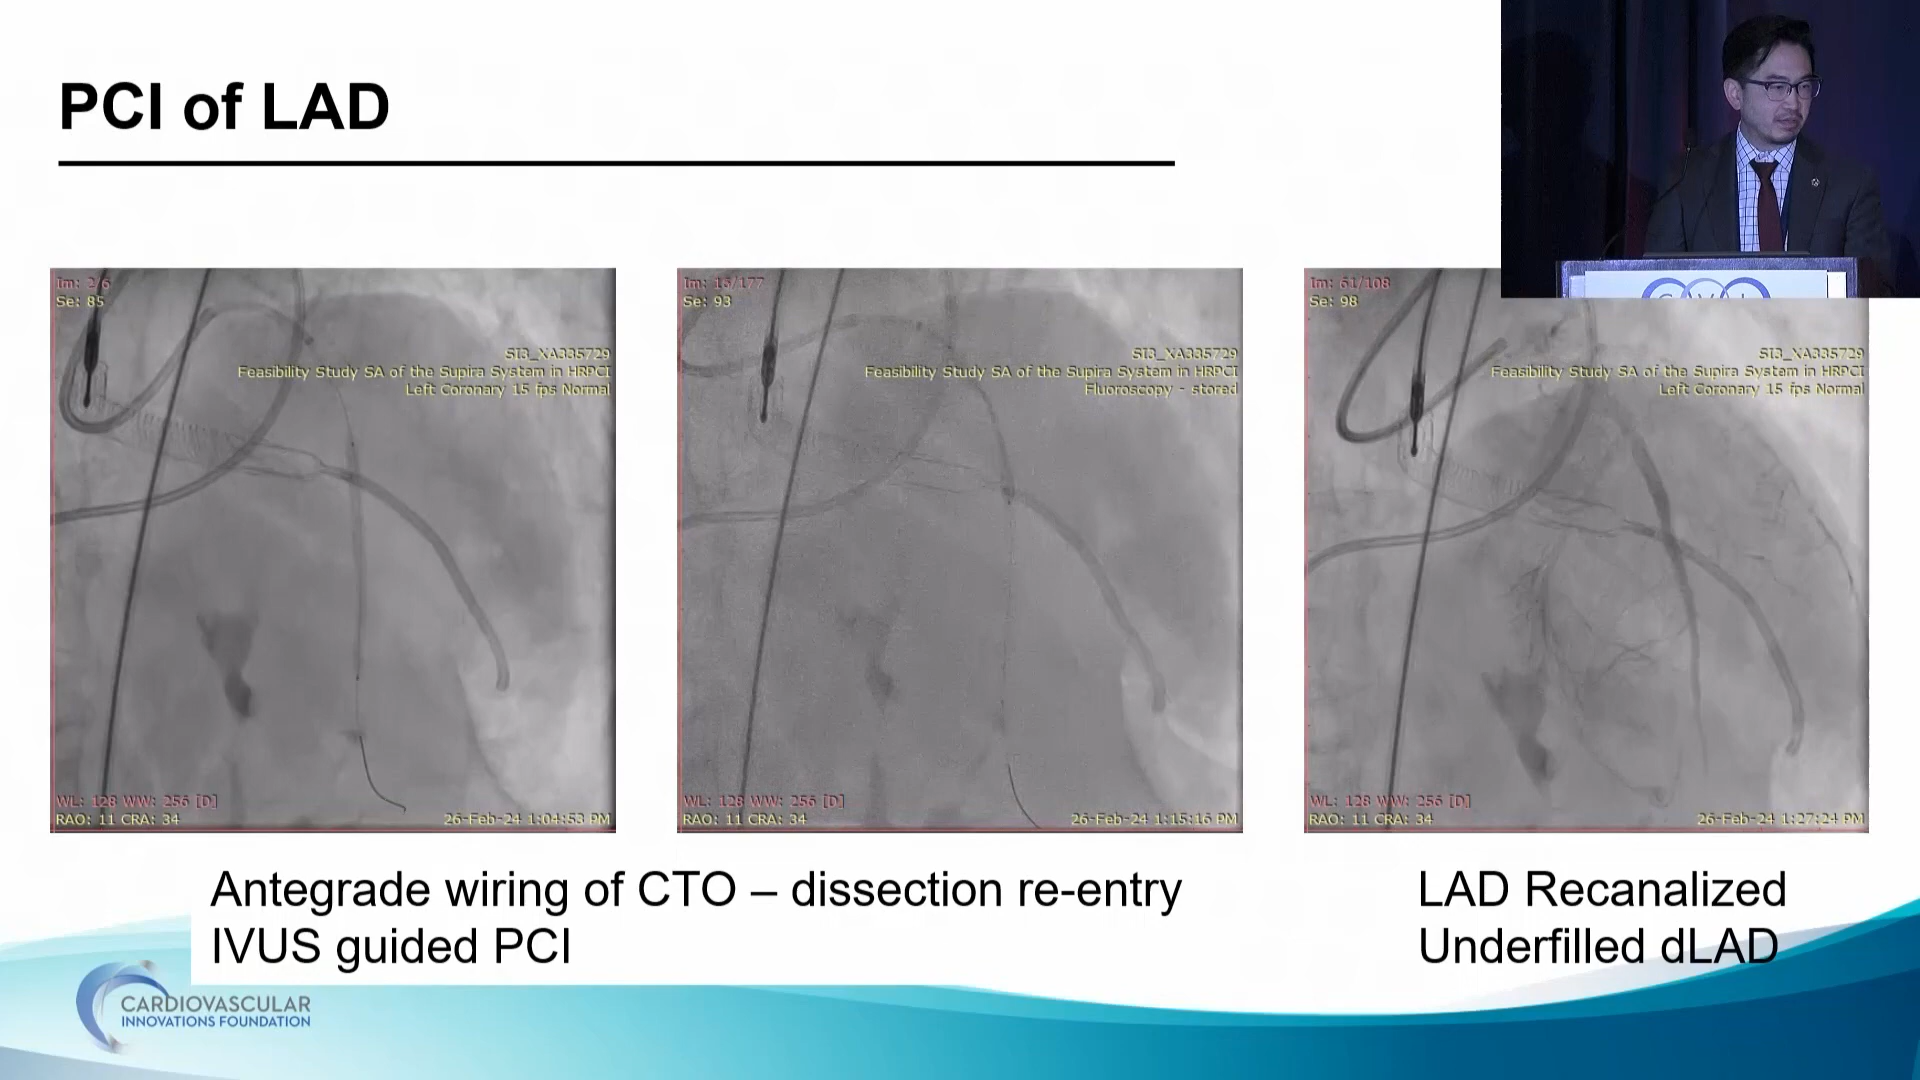 PCI of LAD
Im: 2/6
Se: 85
SI3_XA335729
Feasibility Study SA of the Supira System in HRPCI
Left Coronary 15 fps Normal
WL: 128 WW: 256 [D]
RAO: 11 CRA: 34
26-Feb-24 1:04:53 PM
Im: 16/177
Se: 93
SI3_XA335729
Feasibility Study SA of the Supira System in HRPCI
Fluoroscopy - stored
WL: 128 WW: 256 [D]
RAO: 11 CRA: 34
26-Feb-24 1:15:16 PM
Im: 61/108
Se: 98
SI3_XA335729
Feasibility Study SA of the Supira System in HRPCI
Left Coronary 15 fps Normal
WL: 128 WW: 256 [D]
RAO: 11 CRA: 34
26-Feb-24 1:27:24 PM
Antegrade wiring of CTO – dissection re-entry
IVUS guided PCI
LAD Recanalized
Underfilled dLAD
CARDIOVASCULAR
INNOVATIONS FOUNDATION